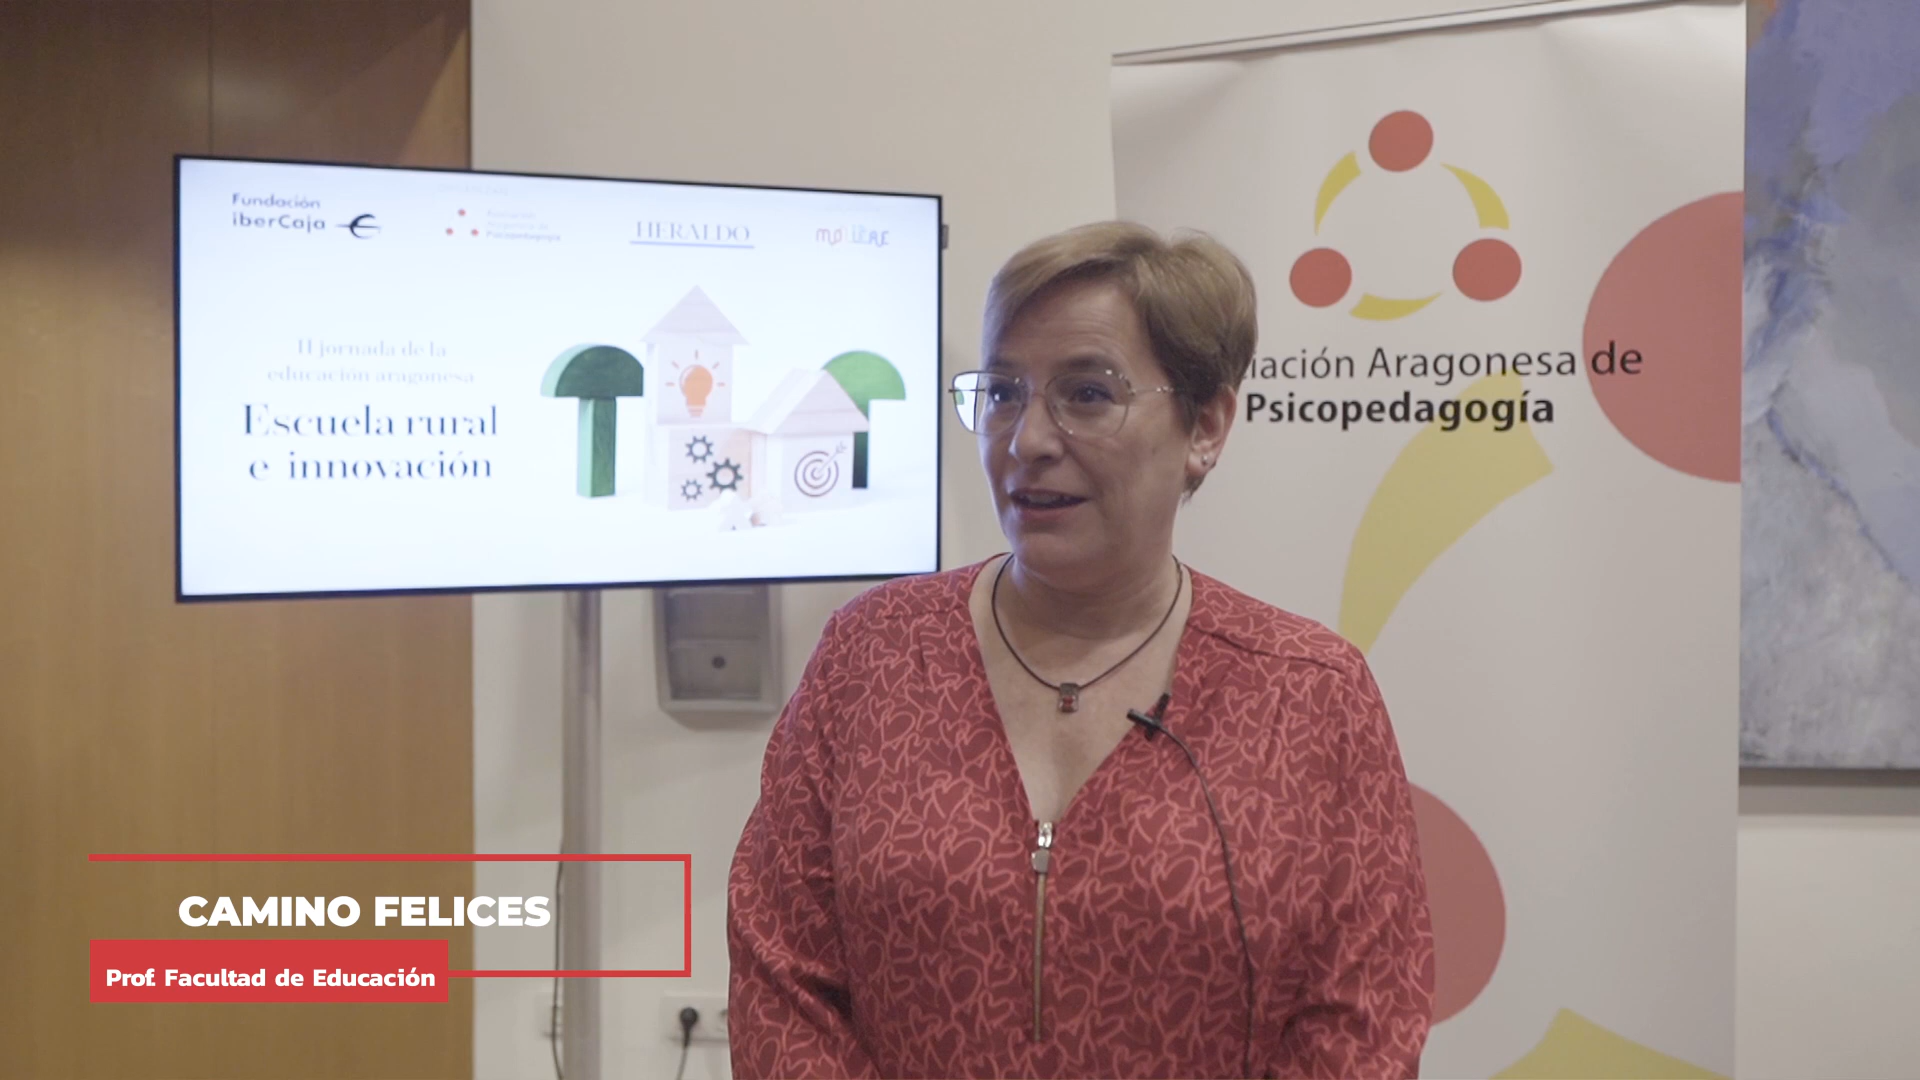 Fundación
iberCaja
Psicopedagogía
HERALDO
II jornada de la
educación aragonesa
Escuela rural
e innovación
iación Aragonesa de
Psicopedagogía
CAMINO FELICES
Prof. Facultad de Educación